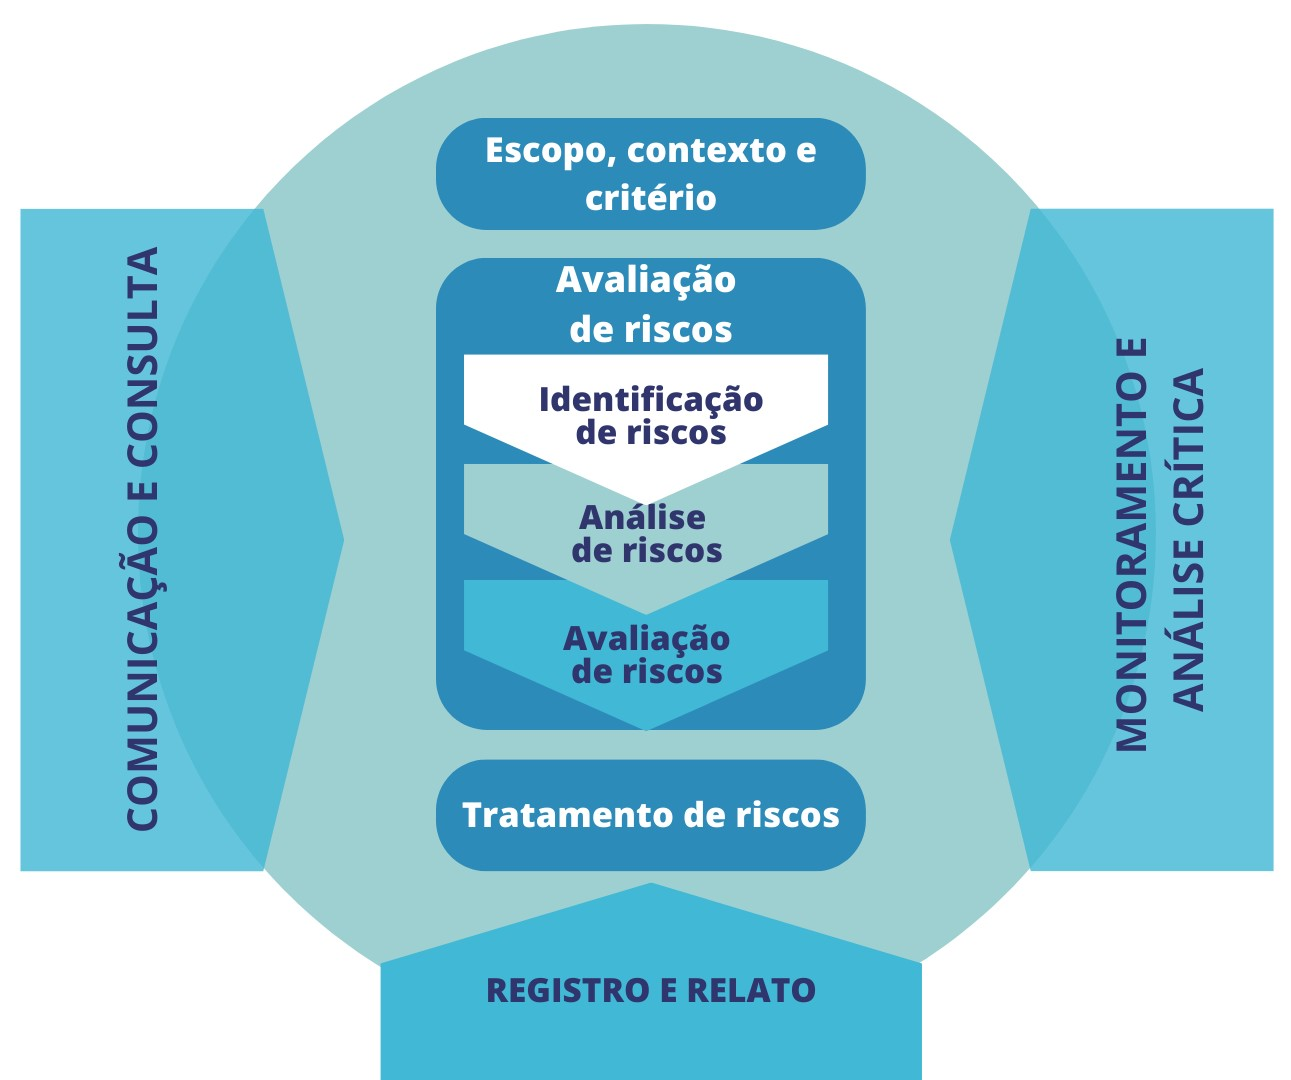 Escopo, contexto e
critério
Avaliação
de riscos
Identificação
de riscos
Análise
de riscos
Avaliação
de riscos
Tratamento de riscos
REGISTRO E RELATO
COMUNICAÇÃO E CONSULTA
MONITORAMENTO E
ANÁLISE CRÍTICA